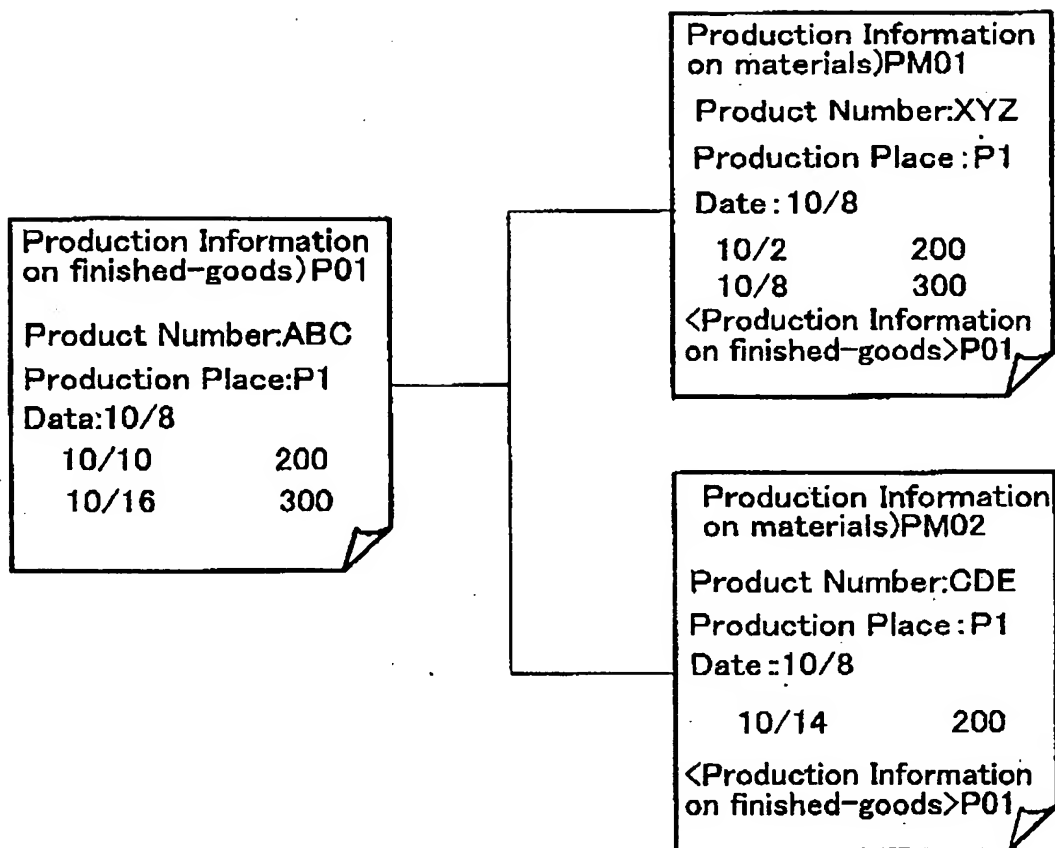 Production Information
on finished-goods)P01
Product Number:ABC
Production Place:P1
Data:10/8
10/10 200
10/16 300
Production Information
on materials)PM01
Product Number:XYZ
Production Place:P1
Date:10/8
10/2 200
10/8 300
<Production Information
on finished-goods>P01
Production Information
on materials)PM02
Product Number:CDE
Production Place:P1
Date::10/8
10/14 200
<Production Information
on finished-goods>P01